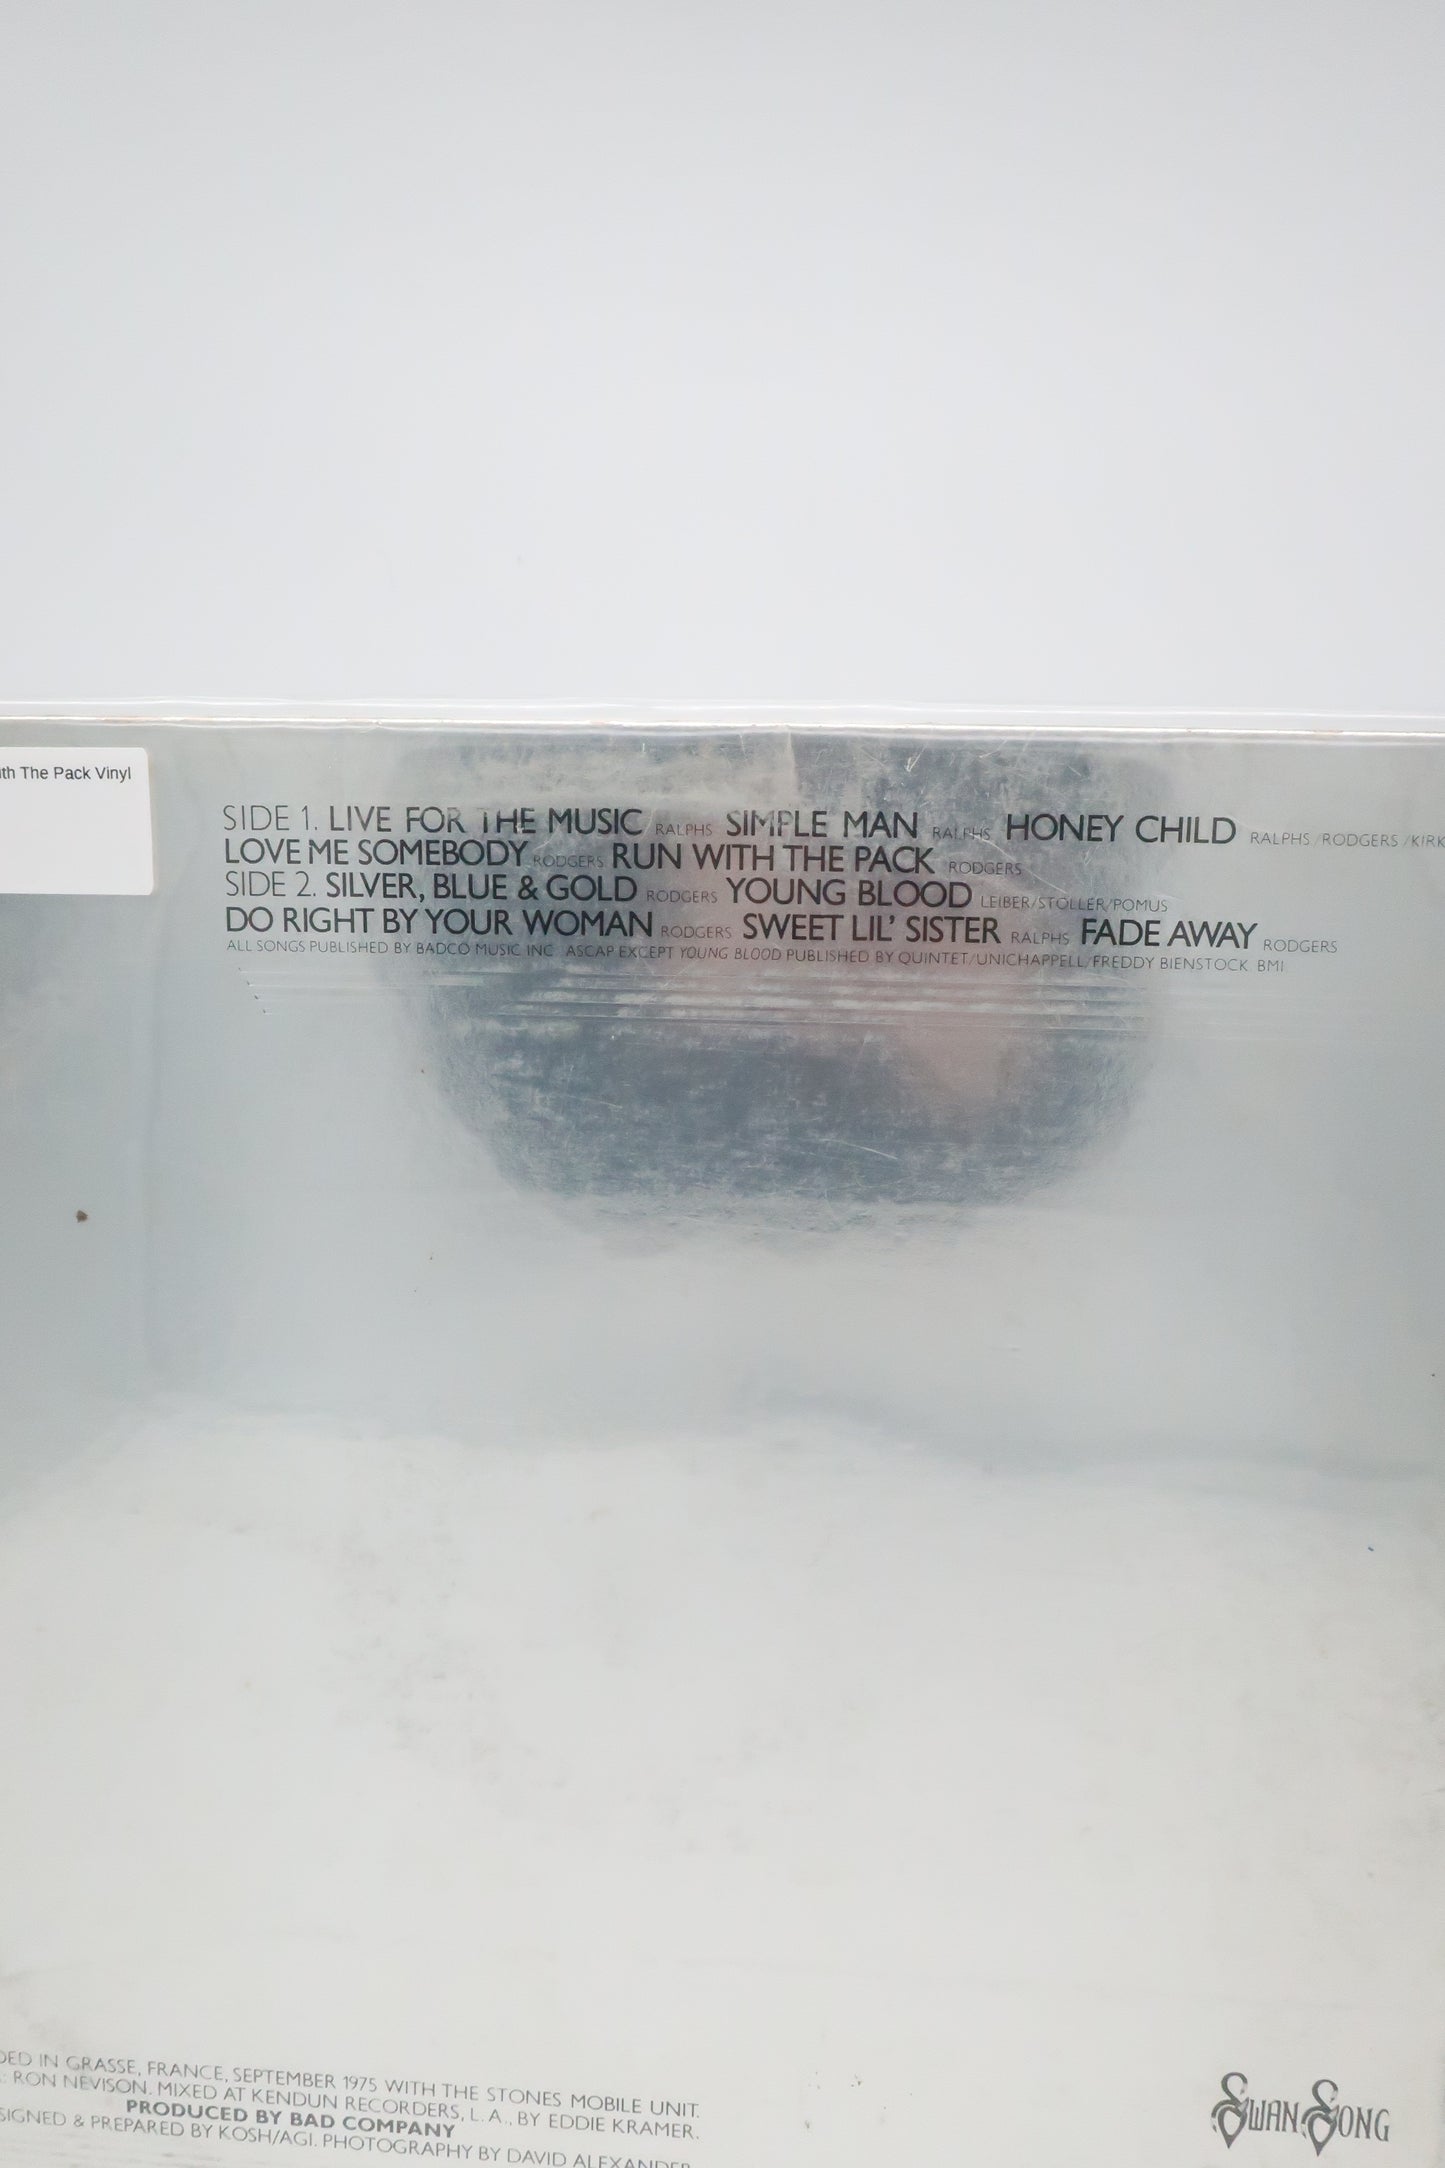 th The Pack Vinyl
SIDE 1. LIVE FOR THE MUSIC RALPHS SIMPLE MAN RALPHS HONEY CHILD RALPHS/RODGERS/KIRK
LOVE ME SOMEBODY RODGERS RUN WITH THE PACK RODGERS
SIDE 2. SILVER, BLUE & GOLD RODGERS YOUNG BLOOD LEIBER/STOLLER/POMUS
DO RIGHT BY YOUR WOMAN RODGERS SWEET LIL' SISTER RALPHS FADE AWAY RODGERS
ALL SONGS PUBLISHED BY BADCO MUSIC INC ASCAP EXCEPT YOUNG BLOOD PUBLISHED BY QUINTET/UNICHAPPELL/FREDDY BIENSTOCK. BMI
DED IN GRASSE, FRANCE, SEPTEMBER 1975 WITH THE STONES MOBILE UNIT.
: RON NEVISON. MIXED AT KENDUN RECORDERS, L.A., BY EDDIE KRAMER.
PRODUCED BY BAD COMPANY
SIGNED & PREPARED BY KOSH/AGI. PHOTOGRAPHY BY DAVID ALEXANDER
SWAN SONG